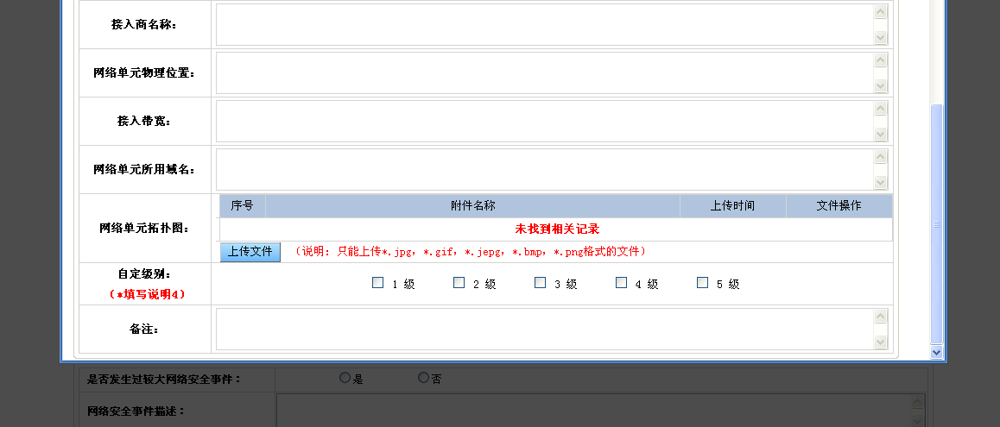 接入商名称：
网络单元物理位置：
接入带宽：
网络单元所用域名：
序号 附件名称 上传时间 文件操作
网络单元拓扑图：
未找到相关记录
上传文件 （说明：只能上传*.jpg，*.gif，*.jepg，*.bmp，*.png格式的文件）
自定级别：
（*填写说明4）
1 级 2 级 3 级 4 级 5 级
备注：
是否发生过较大网络安全事件： 是 否
网络安全事件描述：